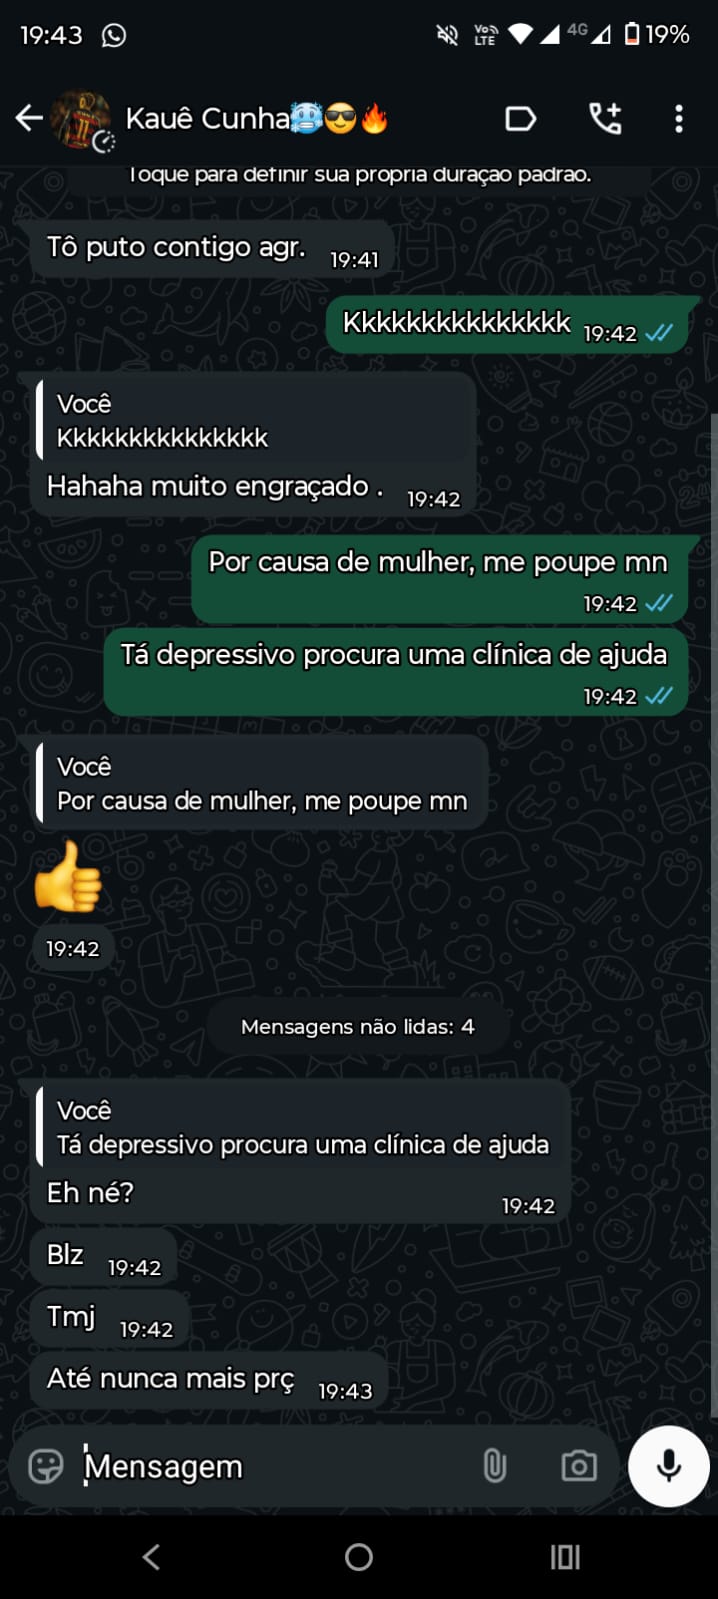 19:43
Vo))
LTE
4G
19%
Kauê Cunha🥶😎🔥
Toque para definir sua própria duração padrão.
Tô puto contigo agr. 19:41
Kkkkkkkkkkkkkkk 19:42
Você
Kkkkkkkkkkkkkkk
Hahaha muito engraçado . 19:42
Por causa de mulher, me poupe mn
19:42
Tá depressivo procura uma clínica de ajuda
19:42
Você
Por causa de mulher, me poupe mn
👍
19:42
Mensagens não lidas: 4
Você
Tá depressivo procura uma clínica de ajuda
Eh né? 19:42
Blz 19:42
Tmj 19:42
Até nunca mais prç 19:43
Mensagem